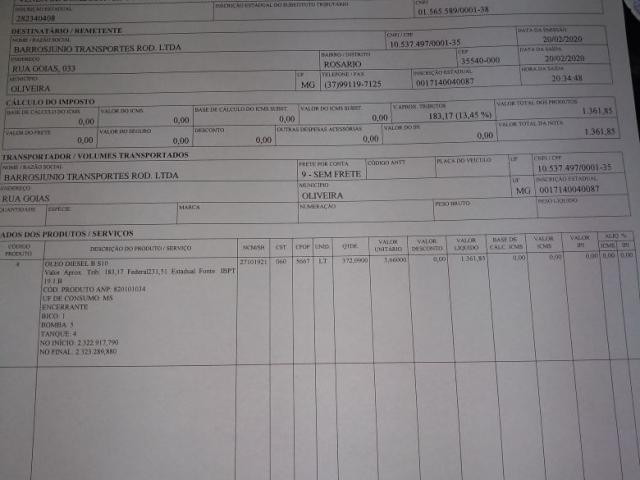 INSCRIÇÃO ESTADUAL
282340408
INSCRIÇÃO ESTADUAL DO SUBSTITUTO TRIBUTÁRIO
CNPJ
01.565.589/0001-38
DESTINATÁRIO / REMETENTE
NOME / RAZÃO SOCIAL
BARROSJUNIO TRANSPORTES ROD. LTDA
CNPJ / CPF
10.537.497/0001-35
DATA DA EMISSÃO
20/02/2020
ENDEREÇO
RUA GOIAS, 033
BAIRRO / DISTRITO
ROSARIO
CEP
35540-000
DATA DA SAÍDA
20/02/2020
MUNICÍPIO
OLIVEIRA
UF
MG
TELEFONE / FAX
(37)99119-7125
INSCRIÇÃO ESTADUAL
0017140040087
HORA DA SAÍDA
20:34:48
CÁLCULO DO IMPOSTO
BASE DE CÁLCULO DO ICMS
0,00
VALOR DO ICMS
0,00
BASE DE CÁLCULO DO ICMS SUBST.
0,00
VALOR DO ICMS SUBST.
0,00
V.APROX. TRIBUTOS
183,17 (13,45 %)
VALOR TOTAL DOS PRODUTOS
1.361,85
VALOR DO FRETE
0,00
VALOR DO SEGURO
0,00
DESCONTO
0,00
OUTRAS DESPESAS ACESSÓRIAS
0,00
VALOR DO IPI
0,00
VALOR TOTAL DA NOTA
1.361,85
TRANSPORTADOR / VOLUMES TRANSPORTADOS
NOME / RAZÃO SOCIAL
BARROSJUNIO TRANSPORTES ROD. LTDA
FRETE POR CONTA
9 - SEM FRETE
CÓDIGO ANTT
PLACA DO VEÍCULO
UF
CNPJ / CPF
10.537.497/0001-35
ENDEREÇO
RUA GOIAS
MUNICÍPIO
OLIVEIRA
UF
MG
INSCRIÇÃO ESTADUAL
0017140040087
QUANTIDADE
ESPÉCIE
MARCA
NUMERAÇÃO
PESO BRUTO
PESO LÍQUIDO
DADOS DOS PRODUTOS / SERVIÇOS
CÓDIGO PRODUTO
DESCRIÇÃO DO PRODUTO / SERVIÇO
NCM/SH
CST
CFOP
UNID.
QTDE.
VALOR UNITÁRIO
VALOR DESCONTO
VALOR LÍQUIDO
BASE DE CALC. ICMS
VALOR ICMS
VALOR IPI
ALIQ. %
ICMS
IPI
4
OLEO DIESEL B S10
27101921
060
5667
LT
372,0900
3,66000
0,00
1.361,85
0,00
0,00
0,00
0,00
0,00
Valor Aprox. Trib: 183,17 Federal231,51 Estadual Fonte: IBPT
19.1.B
COD. PRODUTO ANP: 820101034
UF DE CONSUMO: MS
ENCERRANTE
BICO: 1
BOMBA: 5
TANQUE: 4
NO INÍCIO: 2.322.917,790
NO FINAL: 2.323.289,880